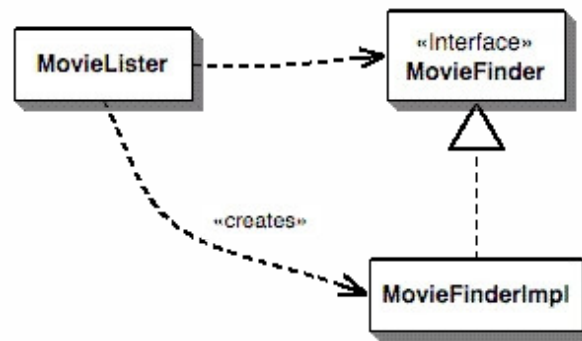 MovieLister
«Interface»
MovieFinder
«creates»
MovieFinderImpl